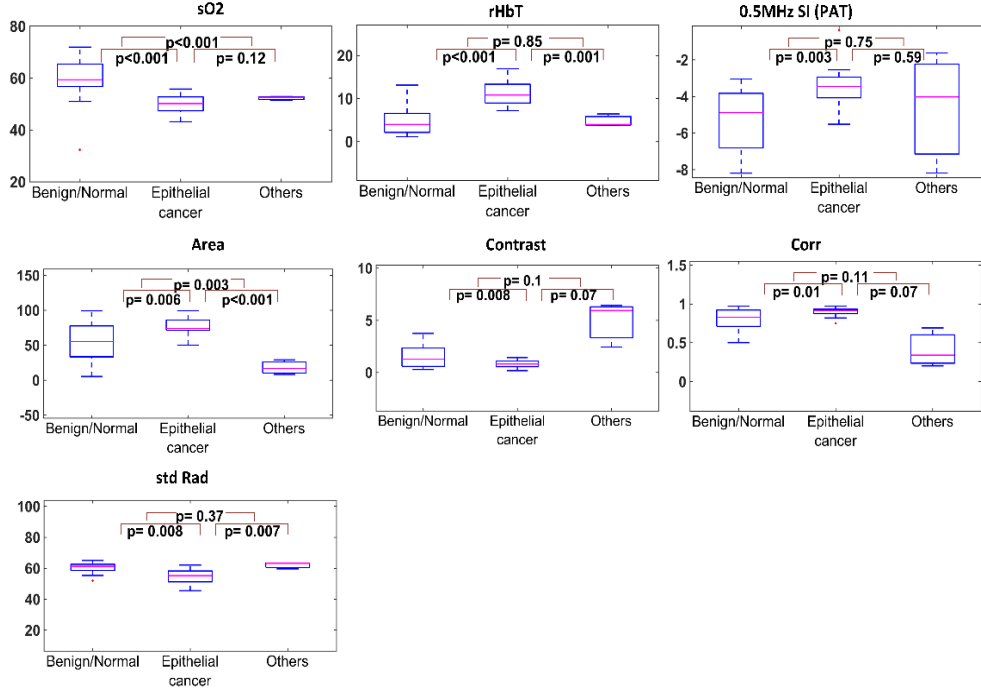 sO2
80
60
40
20
p<0.001
p<0.001
p= 0.12
Benign/Normal
Epithelial
cancer
Others
rHbT
20
10
0
p= 0.85
p<0.001
p= 0.001
Benign/Normal
Epithelial
cancer
Others
0.5MHz SI (PAT)
-2
-4
-6
-8
p= 0.75
p= 0.003
p= 0.59
Benign/Normal
Epithelial
cancer
Others
Area
150
100
50
0
-50
p= 0.003
p= 0.006
p<0.001
Benign/Normal
Epithelial
cancer
Others
Contrast
10
5
0
p= 0.1
p= 0.008
p= 0.07
Benign/Normal
Epithelial
cancer
Others
Corr
1.5
1
0.5
0
p= 0.11
p= 0.01
p= 0.07
Benign/Normal
Epithelial
cancer
Others
std Rad
100
80
60
40
20
p= 0.37
p= 0.008
p= 0.007
Benign/Normal
Epithelial
cancer
Others